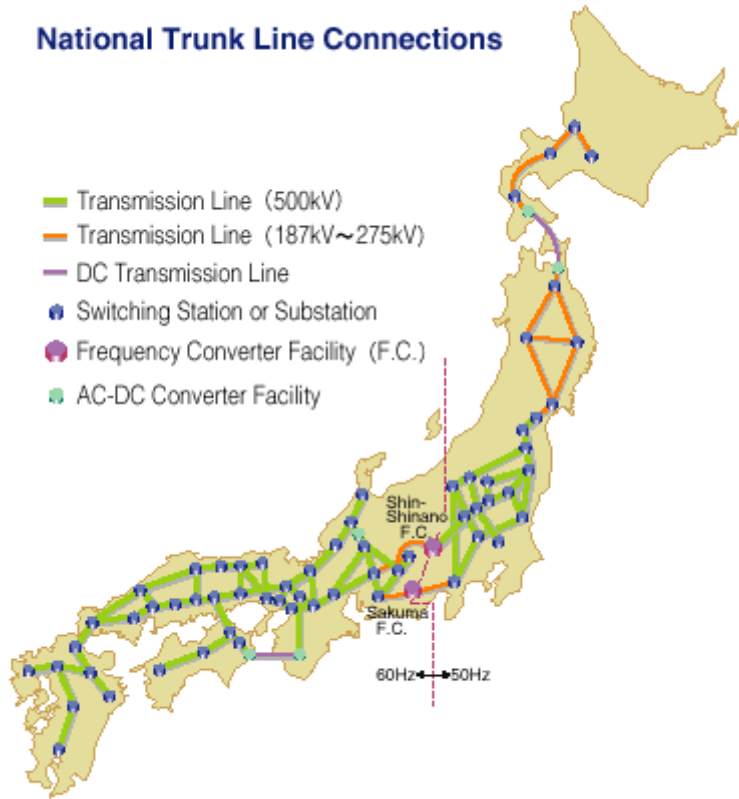 National Trunk Line Connections
Transmission Line (500kV)
Transmission Line (187kV～275kV)
DC Transmission Line
Switching Station or Substation
Frequency Converter Facility (F.C.)
AC-DC Converter Facility
Shin-
Shinano
F.C.
Sakuma
F.C.
60Hz
50Hz